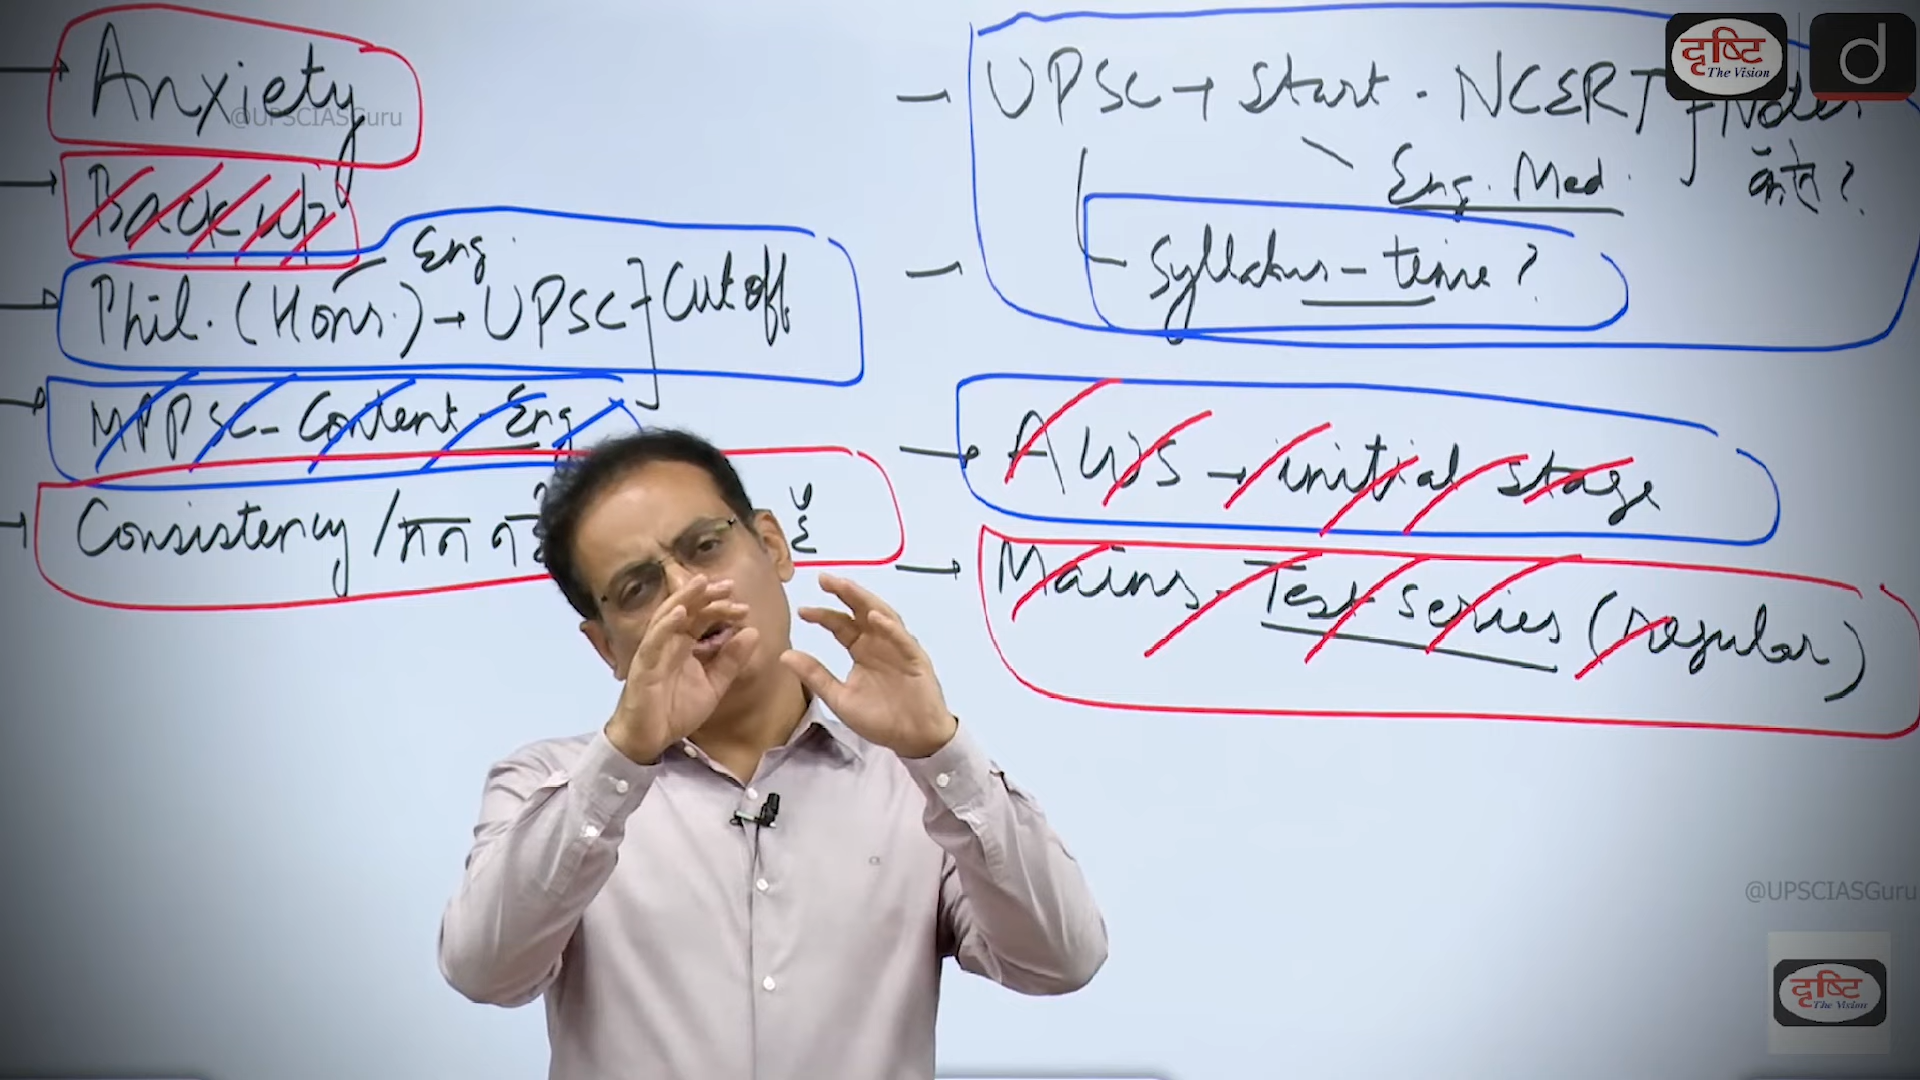 Anxiety
@UPSCIASGuru
Backup
Eng.
Phil. (Hons.) → UPSC ] Cutoff
MPPSC - Content - Eng
Consistency /
UPSC → Start - NCERT
Notes
Eng. Med.
Syllabus - time ?
AWS → initial stage
Mains - Test Series (regular)
दृष्टि
The Vision
d
@UPSCIASGuru
दृष्टि
The Vision